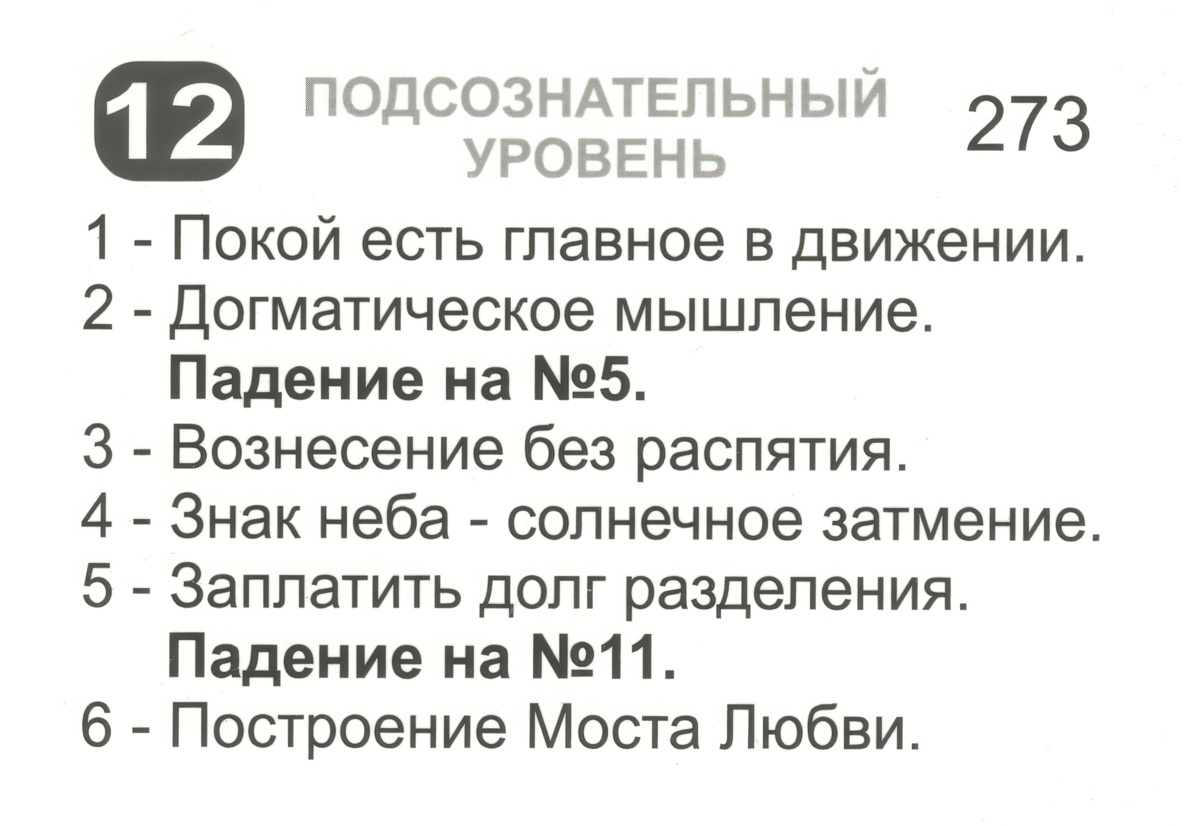 12
ПОДСОЗНАТЕЛЬНЫЙ
УРОВЕНЬ
273
1 - Покой есть главное в движении.
2 - Догматическое мышление.
Падение на №5.
3 - Вознесение без распятия.
4 - Знак неба - солнечное затмение.
5 - Заплатить долг разделения.
Падение на №11.
6 - Построение Моста Любви.